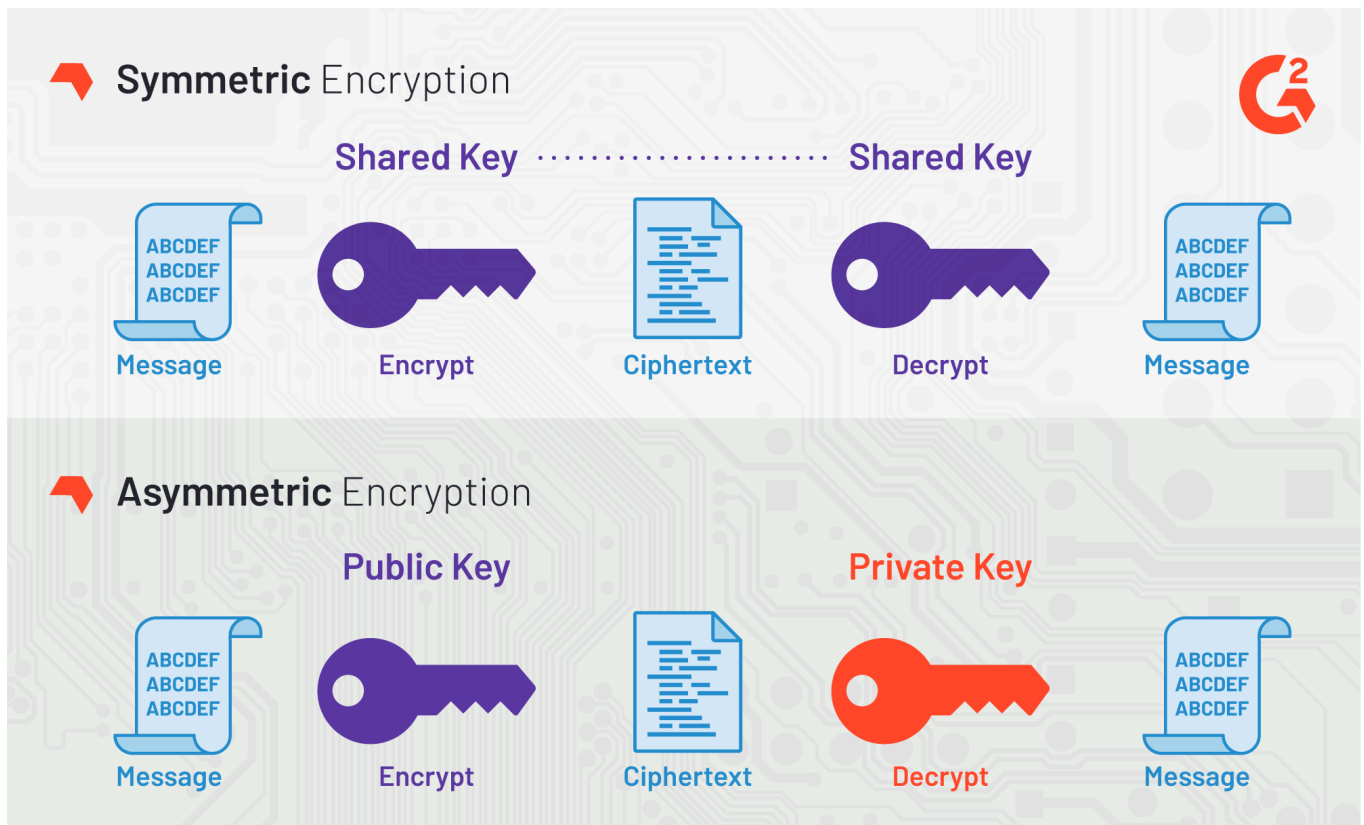 Symmetric Encryption
G2
Shared Key Shared Key
ABCDEF
ABCDEF
ABCDEF
ABCDEF
ABCDEF
ABCDEF
Message Encrypt Ciphertext Decrypt Message
Asymmetric Encryption
Public Key Private Key
ABCDEF
ABCDEF
ABCDEF
ABCDEF
ABCDEF
ABCDEF
Message Encrypt Ciphertext Decrypt Message